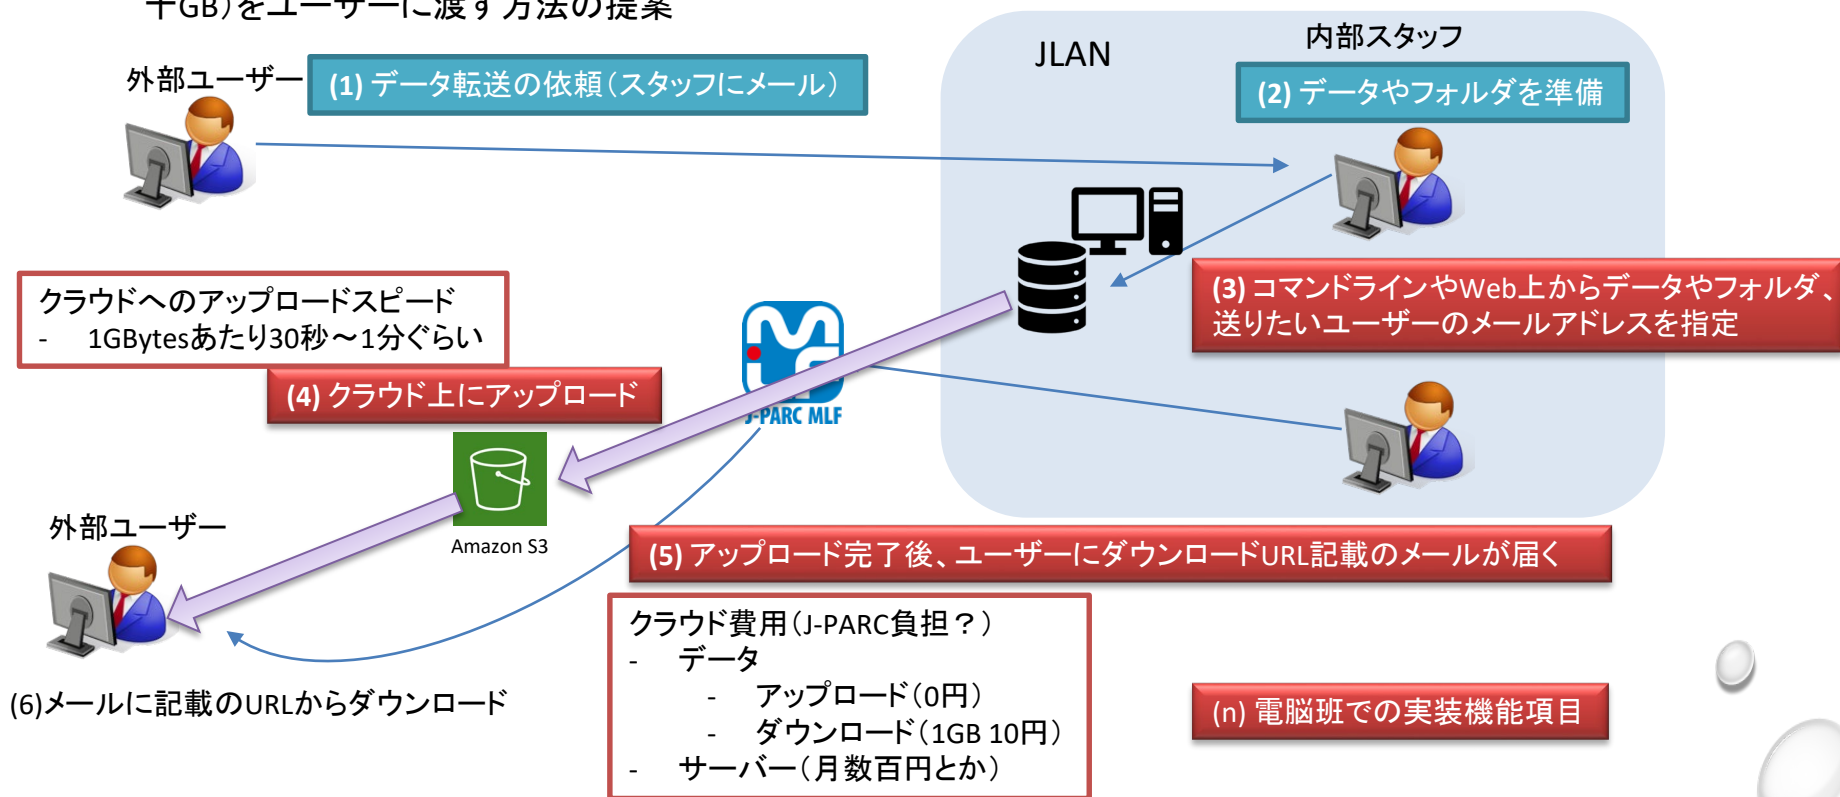 十GB)をユーザーに渡す方法の提案
JLAN
内部スタッフ
外部ユーザー
(1) データ転送の依頼（スタッフにメール）
(2) データやフォルダを準備
クラウドへのアップロードスピード
- 1GBytesあたり30秒～1分ぐらい
(3) コマンドラインやWeb上からデータやフォルダ、
送りたいユーザーのメールアドレスを指定
(4) クラウド上にアップロード
J-PARC MLF
Amazon S3
外部ユーザー
(5) アップロード完了後、ユーザーにダウンロードURL記載のメールが届く
クラウド費用（J-PARC負担？）
- データ
- アップロード（0円）
- ダウンロード（1GB 10円）
- サーバー（月数百円とか）
(6)メールに記載のURLからダウンロード
(n) 電脳班での実装機能項目